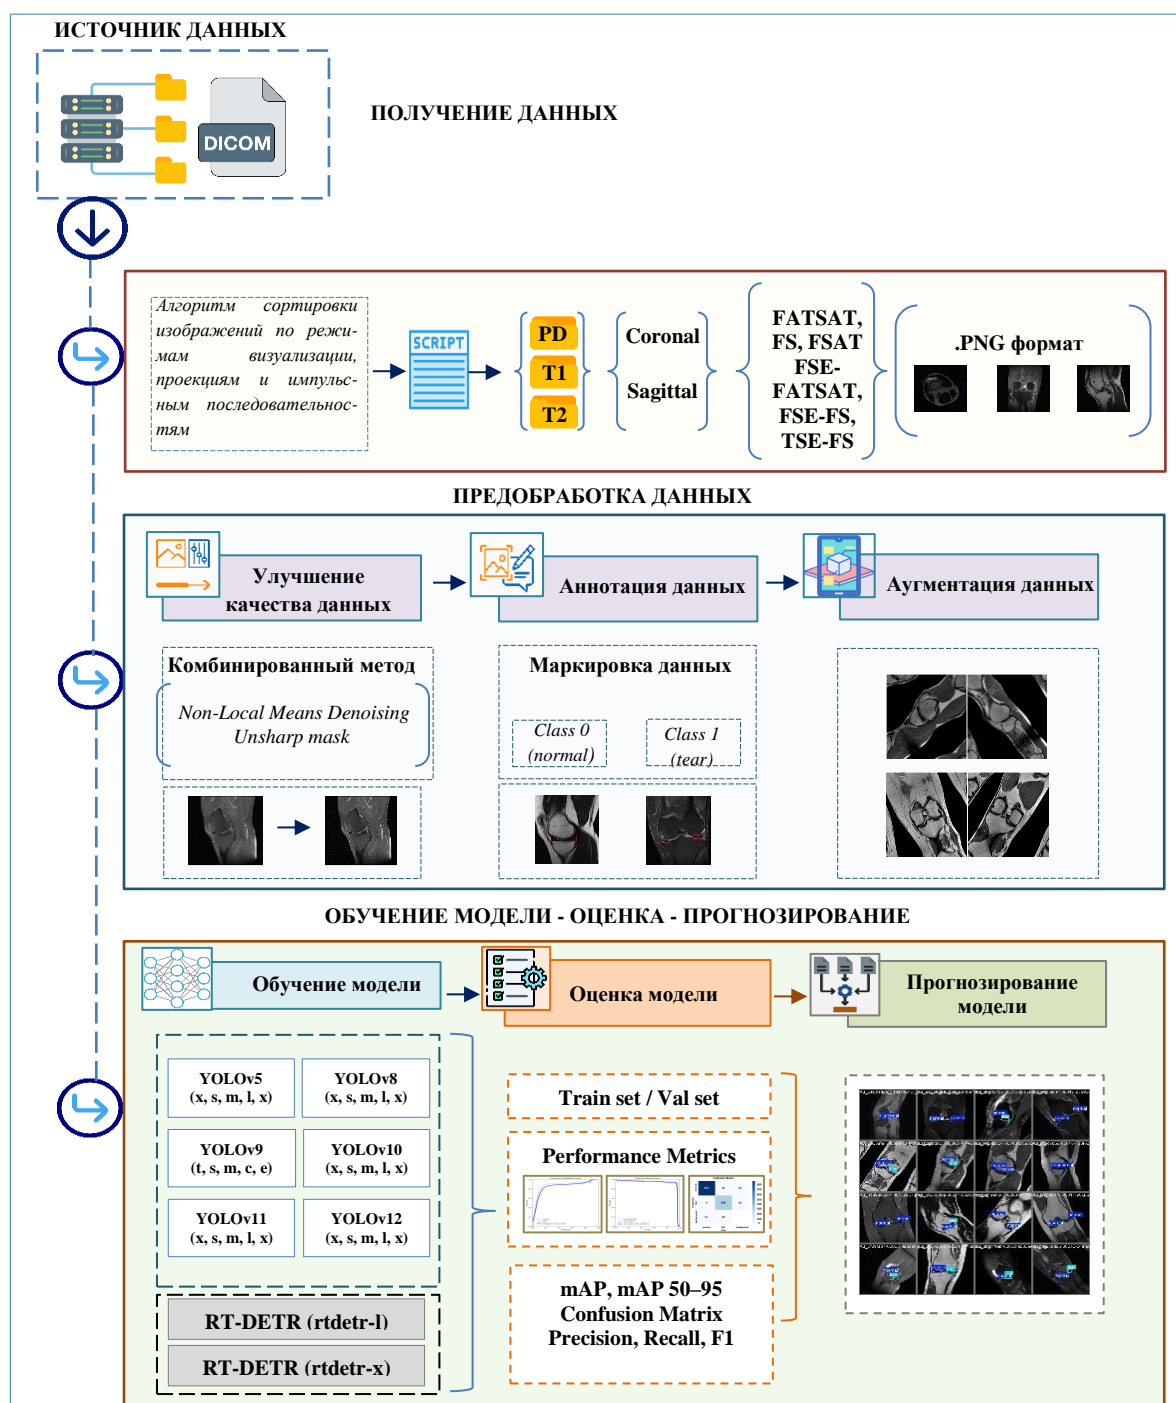 ИСТОЧНИК ДАННЫХ
DICOM
ПОЛУЧЕНИЕ ДАННЫХ
Алгоритм сортировки
изображений по режи-
мам визуализации,
проекциям и импульс-
ным последовательнос-
тям
SCRIPT
PD
T1
T2
Coronal
Sagittal
FATSAT,
FS, FSAT
FSE-
FATSAT,
FSE-FS,
TSE-FS
.PNG формат
ПРЕДОБРАБОТКА ДАННЫХ
Улучшение
качества данных
Аннотация данных
Аугментация данных
Комбинированный метод
Non-Local Means Denoising
Unsharp mask
Маркировка данных
Class 0
(normal)
Class 1
(tear)
ОБУЧЕНИЕ МОДЕЛИ - ОЦЕНКА - ПРОГНОЗИРОВАНИЕ
Обучение модели
Оценка модели
Прогнозирование
модели
YOLOv5
(x, s, m, l, x)
YOLOv8
(x, s, m, l, x)
YOLOv9
(t, s, m, c, e)
YOLOv10
(x, s, m, l, x)
YOLOv11
(x, s, m, l, x)
YOLOv12
(x, s, m, l, x)
RT-DETR (rtdetr-l)
RT-DETR (rtdetr-x)
Train set / Val set
Performance Metrics
mAP, mAP 50–95
Confusion Matrix
Precision, Recall, F1